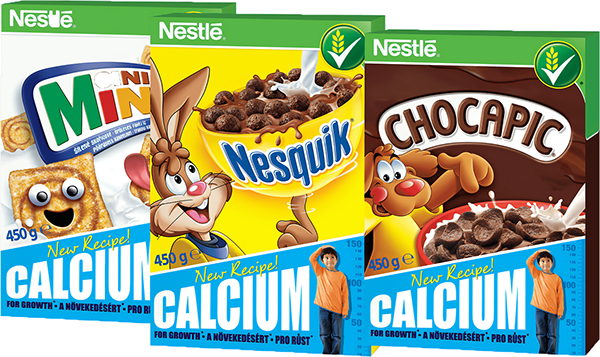 Nestlé
CINI
MINI
450 g ℮
New Recipe!
CALCIUM
FOR GROWTH* · A NÖVEKEDÉSÉRT* · PRO
Nestlé
Nesquik
450 g ℮
New Recipe!
CALCIUM
FOR GROWTH* · A NÖVEKEDÉSÉRT* · PRO RŮST*
150
100
50
Nestlé
CHOCAPIC
450 g ℮
New Recipe!
CALCIUM
FOR GROWTH* · A NÖVEKEDÉSÉRT* · PRO RŮST*
150
100
50